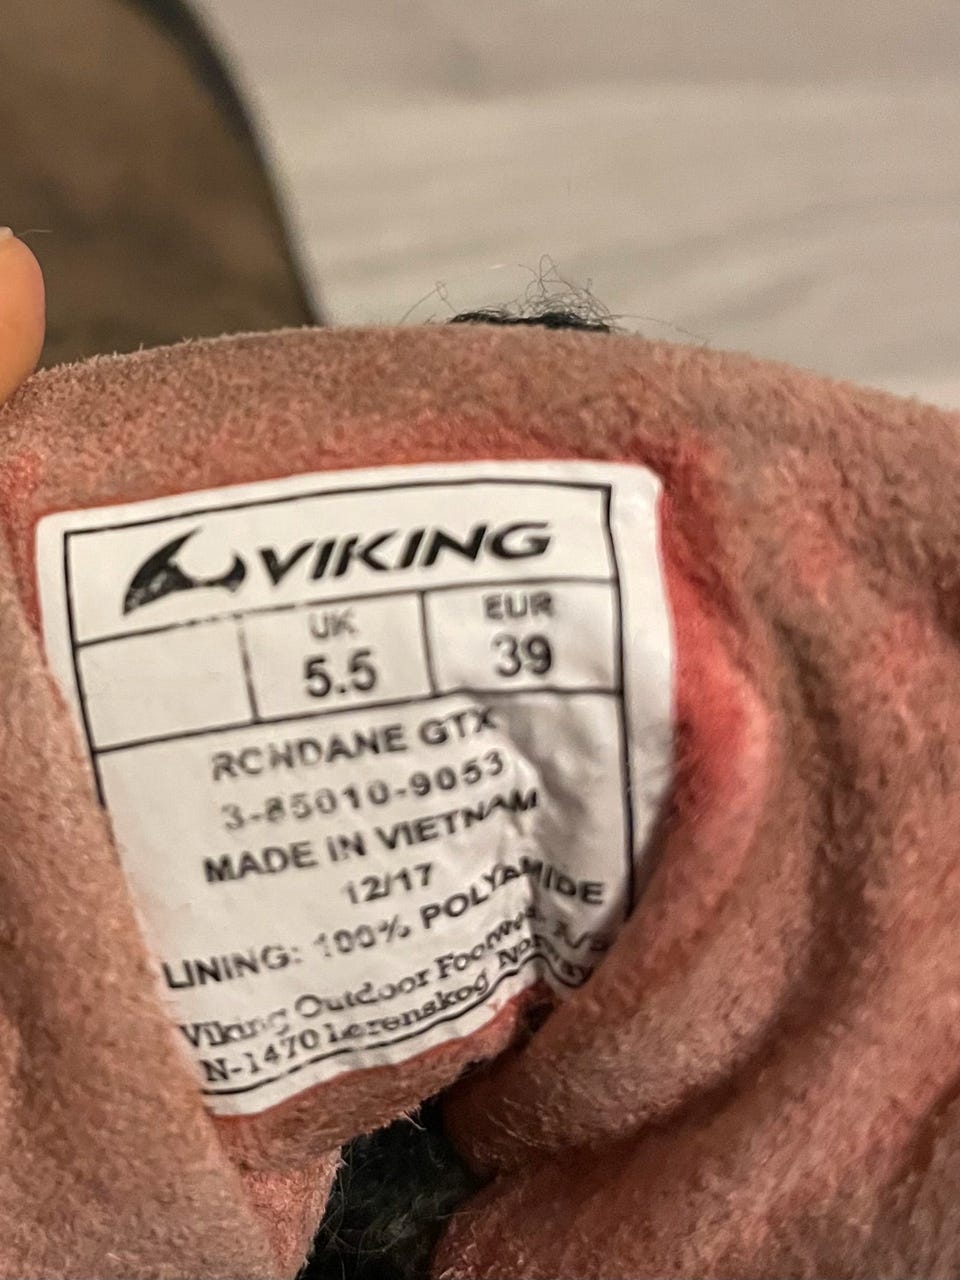 VIKING
UK EUR
5.5 39
RONDANE GTX
3-85010-9053
MADE IN VIETNAM
12/17
LINING: 100% POLYAMIDE
Viking Outdoor Footwear A/S
N-1470 Lørenskog Norway